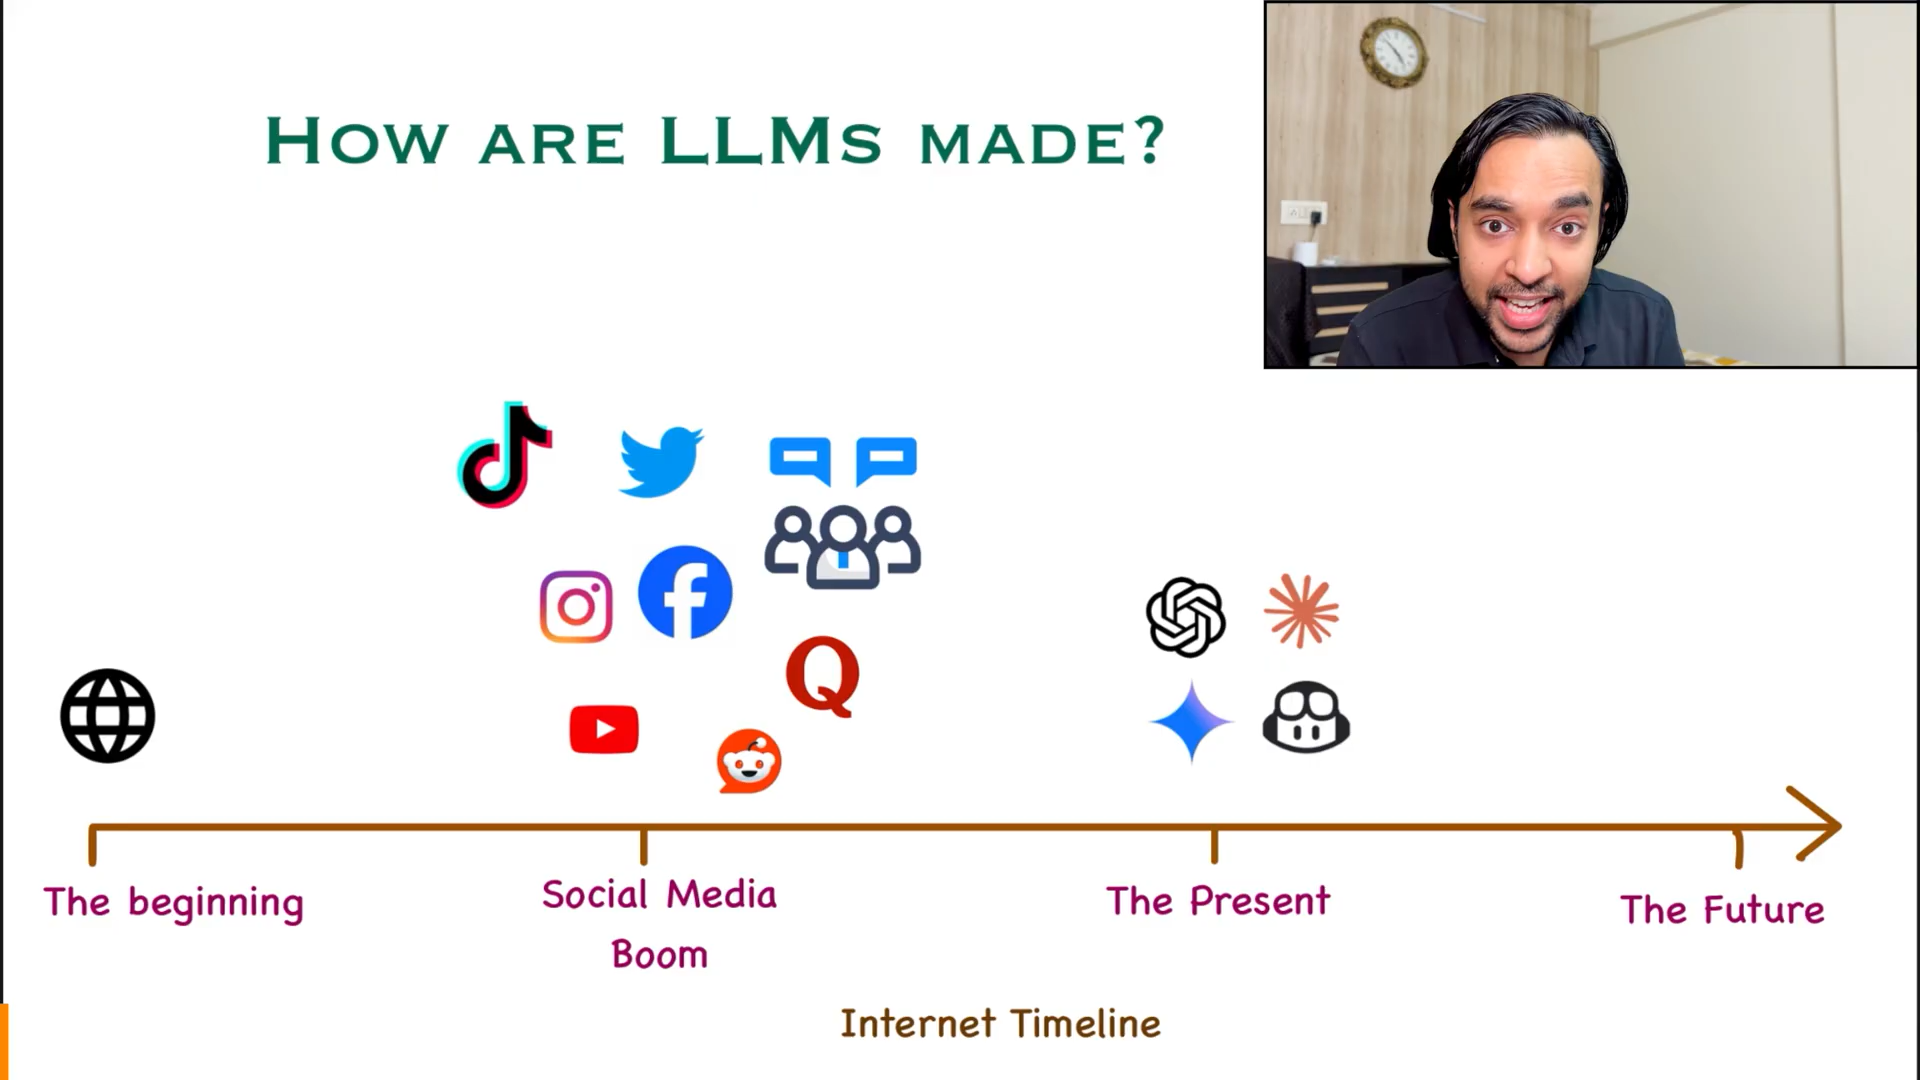 How are LLMs made?
The beginning
Social Media
Boom
The Present
The Future
Internet Timeline